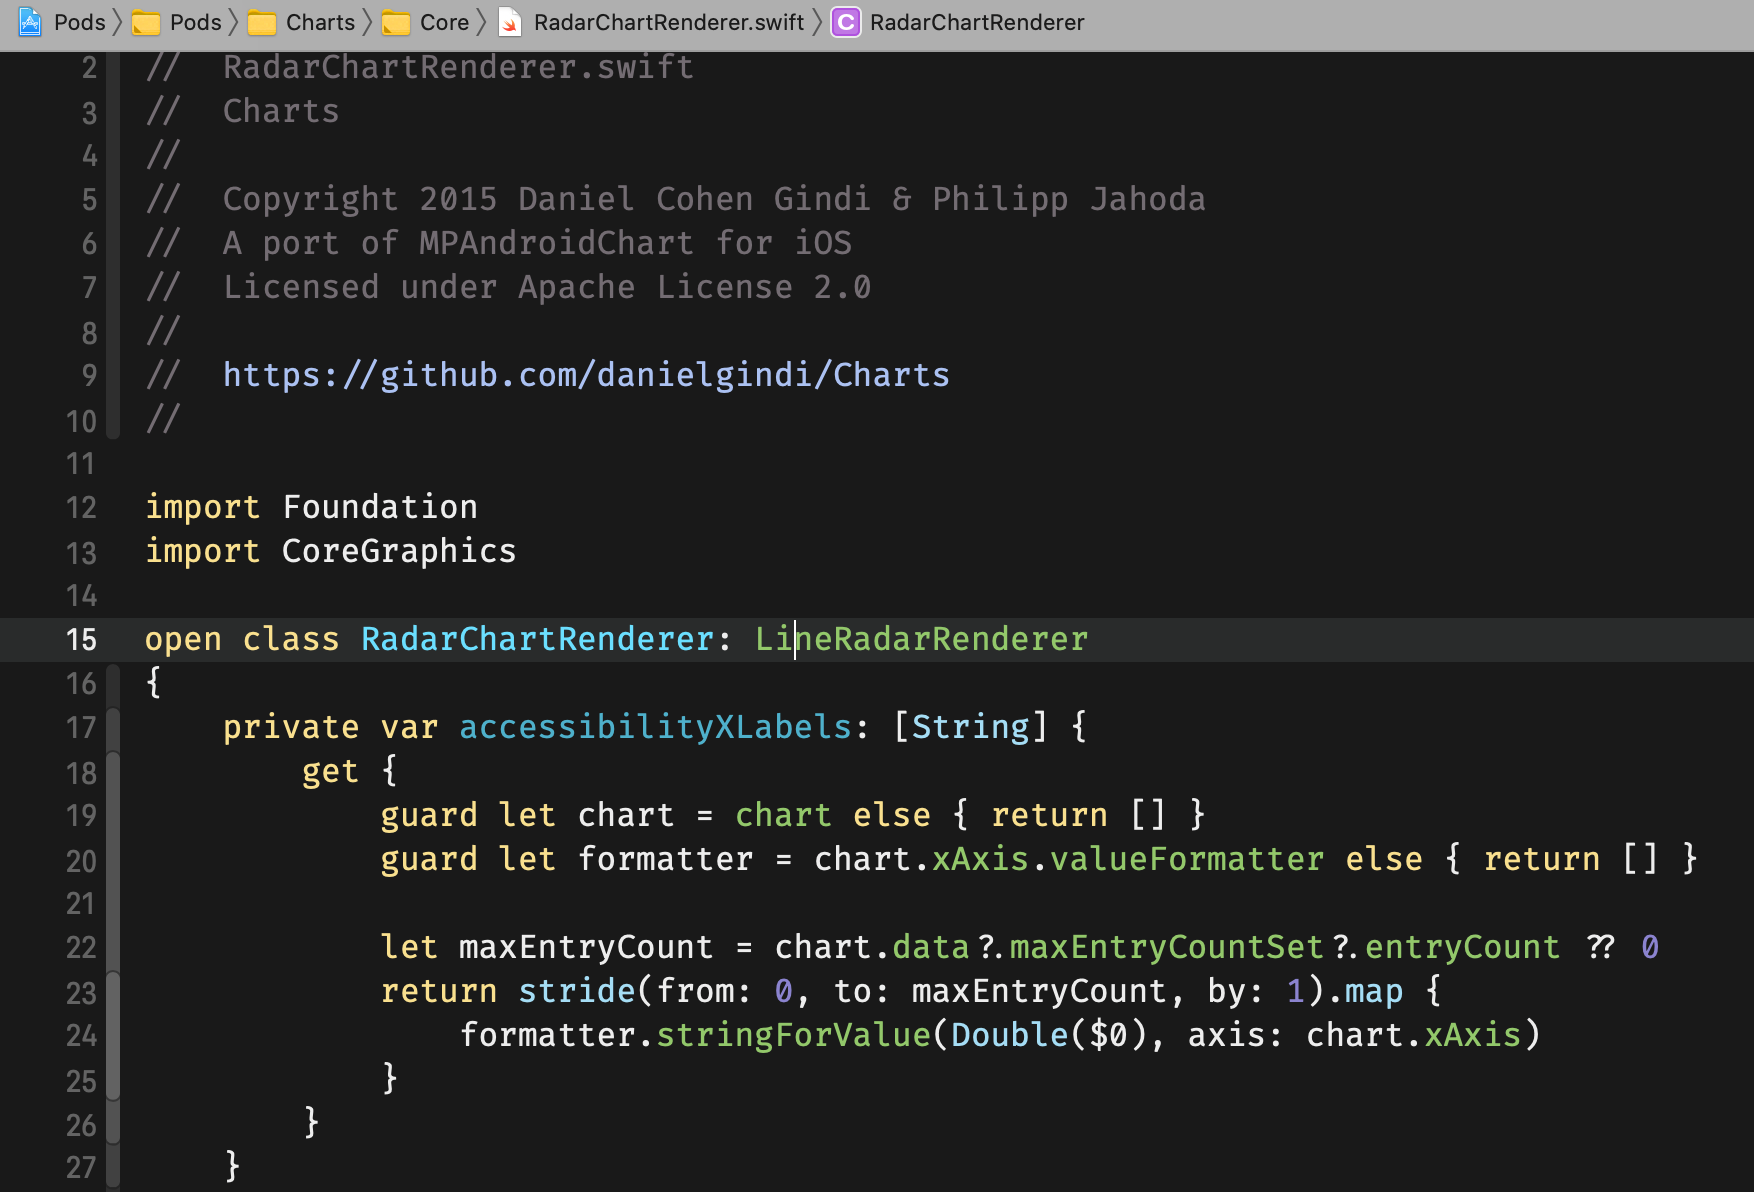 Pods Pods Charts Core RadarChartRenderer.swift C RadarChartRenderer
2 //  RadarChartRenderer.swift
3 //  Charts
4 //
5 //  Copyright 2015 Daniel Cohen Gindi & Philipp Jahoda
6 //  A port of MPAndroidChart for iOS
7 //  Licensed under Apache License 2.0
8 //
9 //  https://github.com/danielgindi/Charts
10 //
11
12 import Foundation
13 import CoreGraphics
14
15 open class RadarChartRenderer: LineRadarRenderer
16 {
17     private var accessibilityXLabels: [String] {
18         get {
19             guard let chart = chart else { return [] }
20             guard let formatter = chart.xAxis.valueFormatter else { return [] }
21
22             let maxEntryCount = chart.data?.maxEntryCountSet?.entryCount ?? 0
23             return stride(from: 0, to: maxEntryCount, by: 1).map {
24                 formatter.stringForValue(Double($0), axis: chart.xAxis)
25             }
26         }
27     }